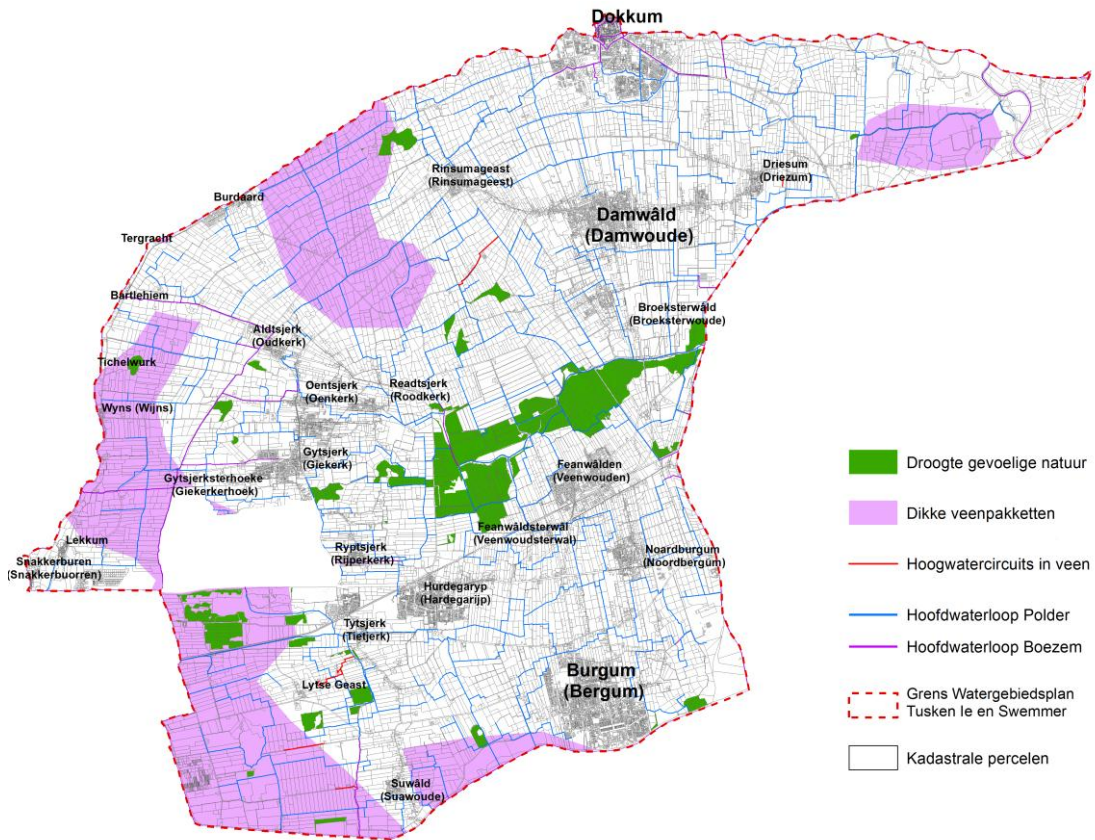 Dokkum
Driesum
(Driezum)
Rinsumageast
(Rinsumageest)
Burdaard
Damwâld
(Damwoude)
Tergracht
Bartlehiem
Broeksterwâld
(Broeksterwoude)
Aldtsjerk
(Oudkerk)
Tichelwurk
Oentsjerk
(Oenkerk)
Readtsjerk
(Roodkerk)
Wyns (Wijns)
Gytsjerk
(Giekerk)
Feanwâlden
(Veenwouden)
Gytsjerksterhoeke
(Giekerkerhoek)
Feanwâldsterwâl
(Veenwoudsterwal)
Lekkum
Snakkerburen
(Snakkerbuorren)
Ryptsjerk
(Rijperkerk)
Noardburgum
(Noordbergum)
Hurdegaryp
(Hardegarijp)
Tytsjerk
(Tietjerk)
Lytse Geast
Burgum
(Bergum)
Suwâld
(Suawoude)
Droogte gevoelige natuur
Dikke veenpakketten
Hoogwatercircuits in veen
Hoofdwaterloop Polder
Hoofdwaterloop Boezem
Grens Watergebiedsplan
Tusken Ie en Swemmer
Kadastrale percelen